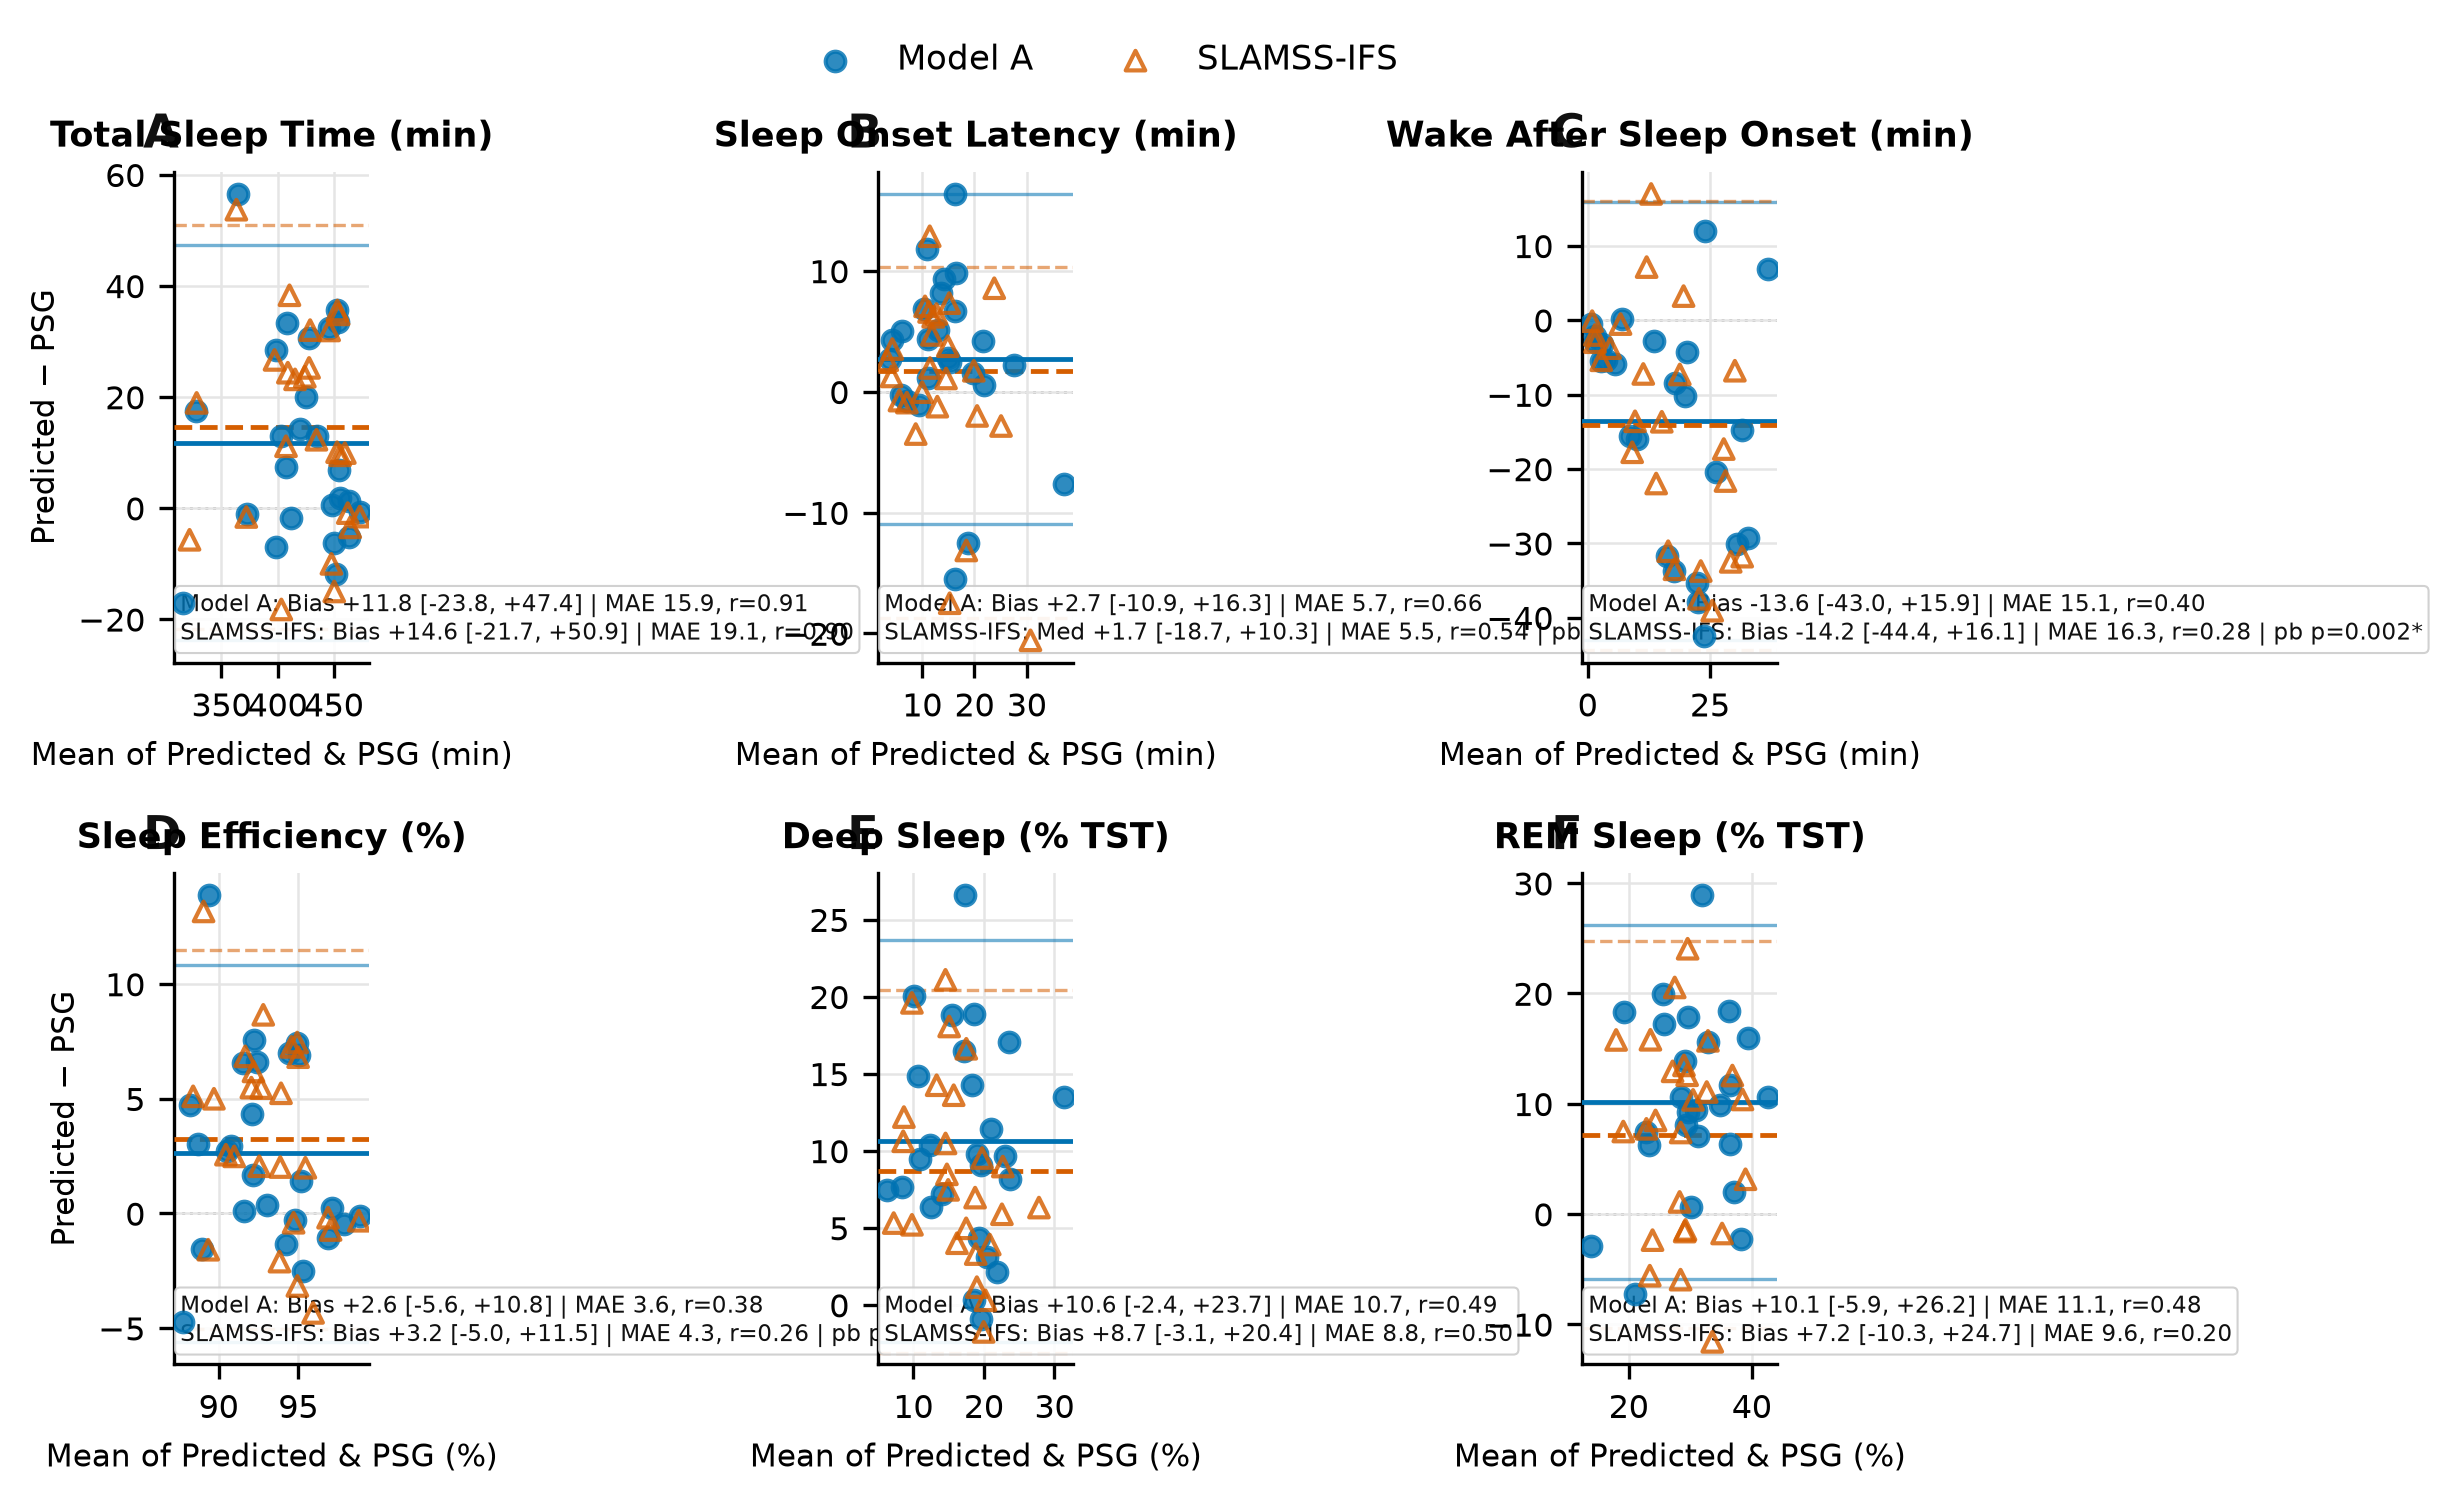 Model A
SLAMSS-IFS
A
Total Sleep Time (min)
B
Sleep Onset Latency (min)
C
Wake After Sleep Onset (min)
Predicted − PSG
60
40
20
0
−20
10
0
−10
−20
10
0
−10
−20
−30
−40
Model A: Bias +11.8 [-23.8, +47.4] | MAE 15.9, r=0.91
SLAMSS-IFS: Bias +14.6 [-21.7, +50.9] | MAE 19.1, r=0.90
Model A: Bias +2.7 [-10.9, +16.3] | MAE 5.7, r=0.66
SLAMSS-IFS: Med +1.7 [-18.7, +10.3] | MAE 5.5, r=0.54 | pb
Model A: Bias -13.6 [-43.0, +15.9] | MAE 15.1, r=0.40
SLAMSS-IFS: Bias -14.2 [-44.4, +16.1] | MAE 16.3, r=0.28 | pb p=0.002*
350 400 450
10 20 30
0 25
Mean of Predicted & PSG (min)
Mean of Predicted & PSG (min)
Mean of Predicted & PSG (min)
D
Sleep Efficiency (%)
E
Deep Sleep (% TST)
F
REM Sleep (% TST)
Predicted − PSG
10
5
0
−5
25
20
15
10
5
0
30
20
10
0
−10
Model A: Bias +2.6 [-5.6, +10.8] | MAE 3.6, r=0.38
SLAMSS-IFS: Bias +3.2 [-5.0, +11.5] | MAE 4.3, r=0.26 | pb
Model A: Bias +10.6 [-2.4, +23.7] | MAE 10.7, r=0.49
SLAMSS-IFS: Bias +8.7 [-3.1, +20.4] | MAE 8.8, r=0.50
Model A: Bias +10.1 [-5.9, +26.2] | MAE 11.1, r=0.48
SLAMSS-IFS: Bias +7.2 [-10.3, +24.7] | MAE 9.6, r=0.20
90 95
10 20 30
20 40
Mean of Predicted & PSG (%)
Mean of Predicted & PSG (%)
Mean of Predicted & PSG (%)